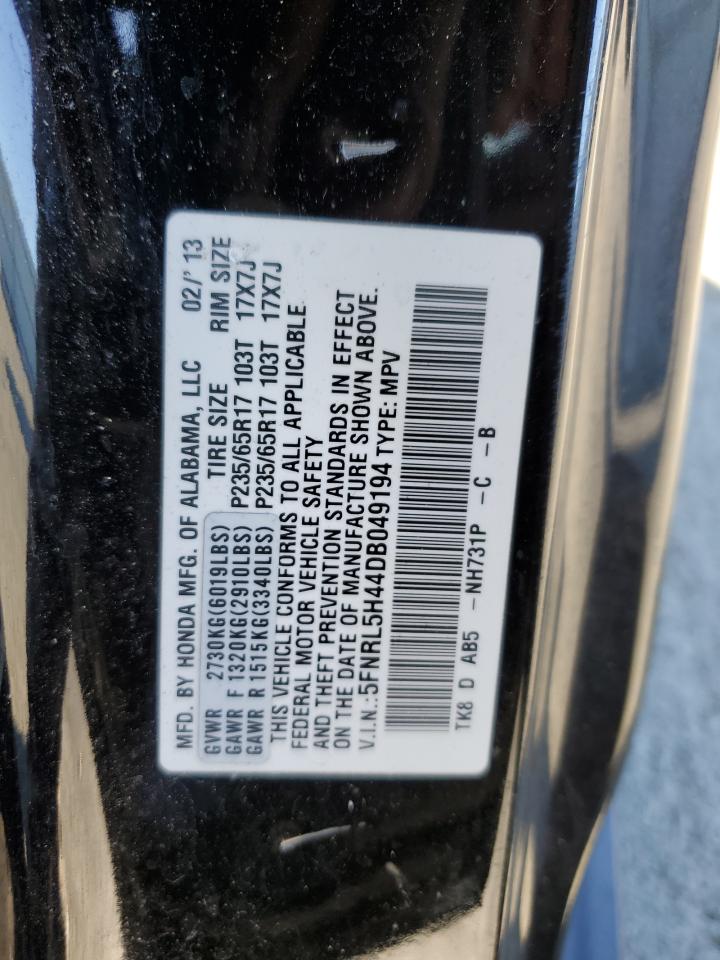 MFD. BY HONDA MFG. OF ALABAMA, LLC 02/' 13
TIRE SIZE RIM SIZE
GVWR 2730KG(6019LBS)
GAWR F 1320KG(2910LBS) P235/65R17 103T 17X7J
GAWR R 1515KG(3340LBS) P235/65R17 103T 17X7J
THIS VEHICLE CONFORMS TO ALL APPLICABLE
FEDERAL MOTOR VEHICLE SAFETY
AND THEFT PREVENTION STANDARDS IN EFFECT
ON THE DATE OF MANUFACTURE SHOWN ABOVE.
V.I.N.:5FNRL5H44DB049194 TYPE: MPV
TK8 D AB5 -NH731P -C -B